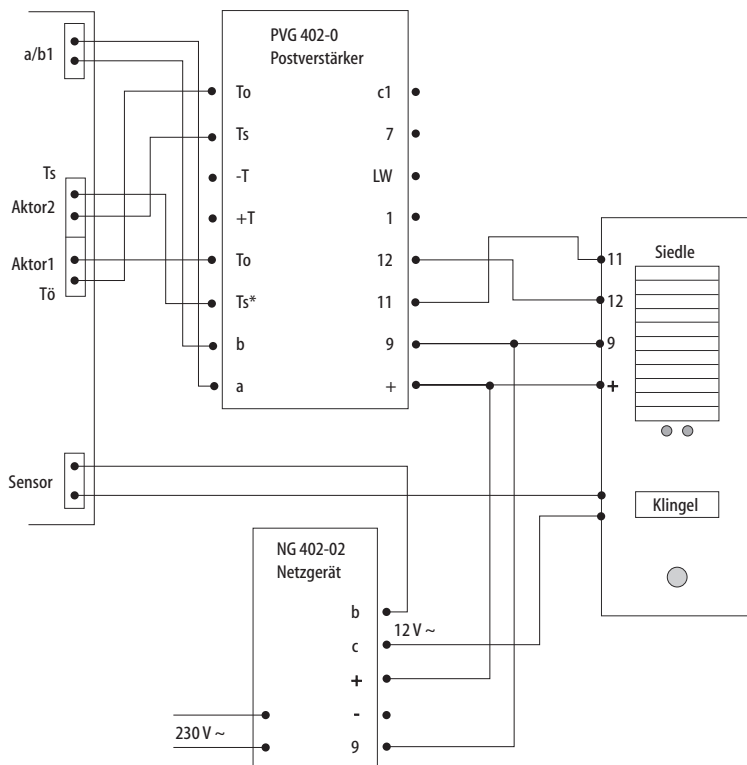 a/b1
Ts
Aktor2
Aktor1
Tö
Sensor
PVG 402-0
Postverstärker
To
Ts
-T
+T
To
Ts*
b
a
c1
7
LW
1
12
11
9
+
11
12
9
+
Siedle
Klingel
NG 402-02
Netzgerät
b
c
+
-
9
12 V ~
230 V ~